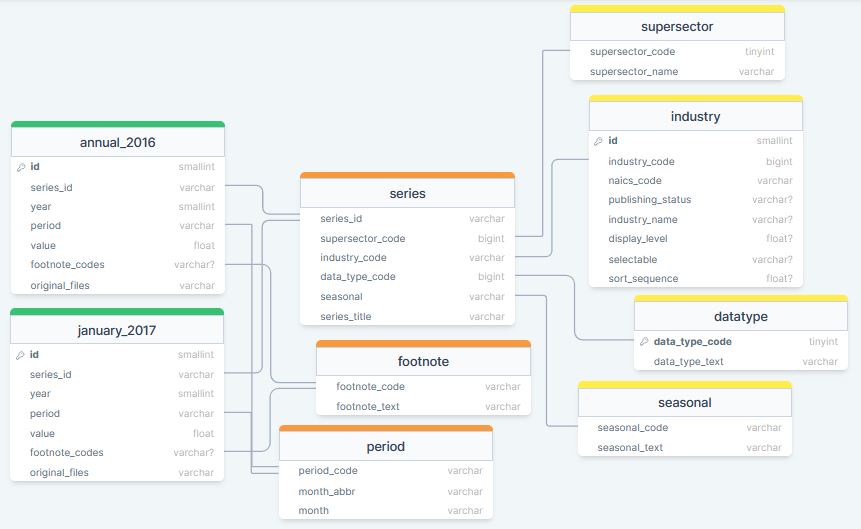 supersector
supersector_code tinyint
supersector_name varchar
industry
id smallint
industry_code bigint
naics_code varchar
publishing_status varchar?
industry_name varchar?
display_level float?
selectable varchar?
sort_sequence float?
annual_2016
id smallint
series_id varchar
year smallint
period varchar
value float
footnote_codes varchar?
original_files varchar
series
series_id varchar
supersector_code bigint
industry_code varchar
data_type_code bigint
seasonal varchar
series_title varchar
datatype
data_type_code tinyint
data_type_text varchar
january_2017
id smallint
series_id varchar
year smallint
period varchar
value float
footnote_codes varchar?
original_files varchar
footnote
footnote_code varchar
footnote_text varchar
seasonal
seasonal_code varchar
seasonal_text varchar
period
period_code varchar
month_abbr varchar
month varchar